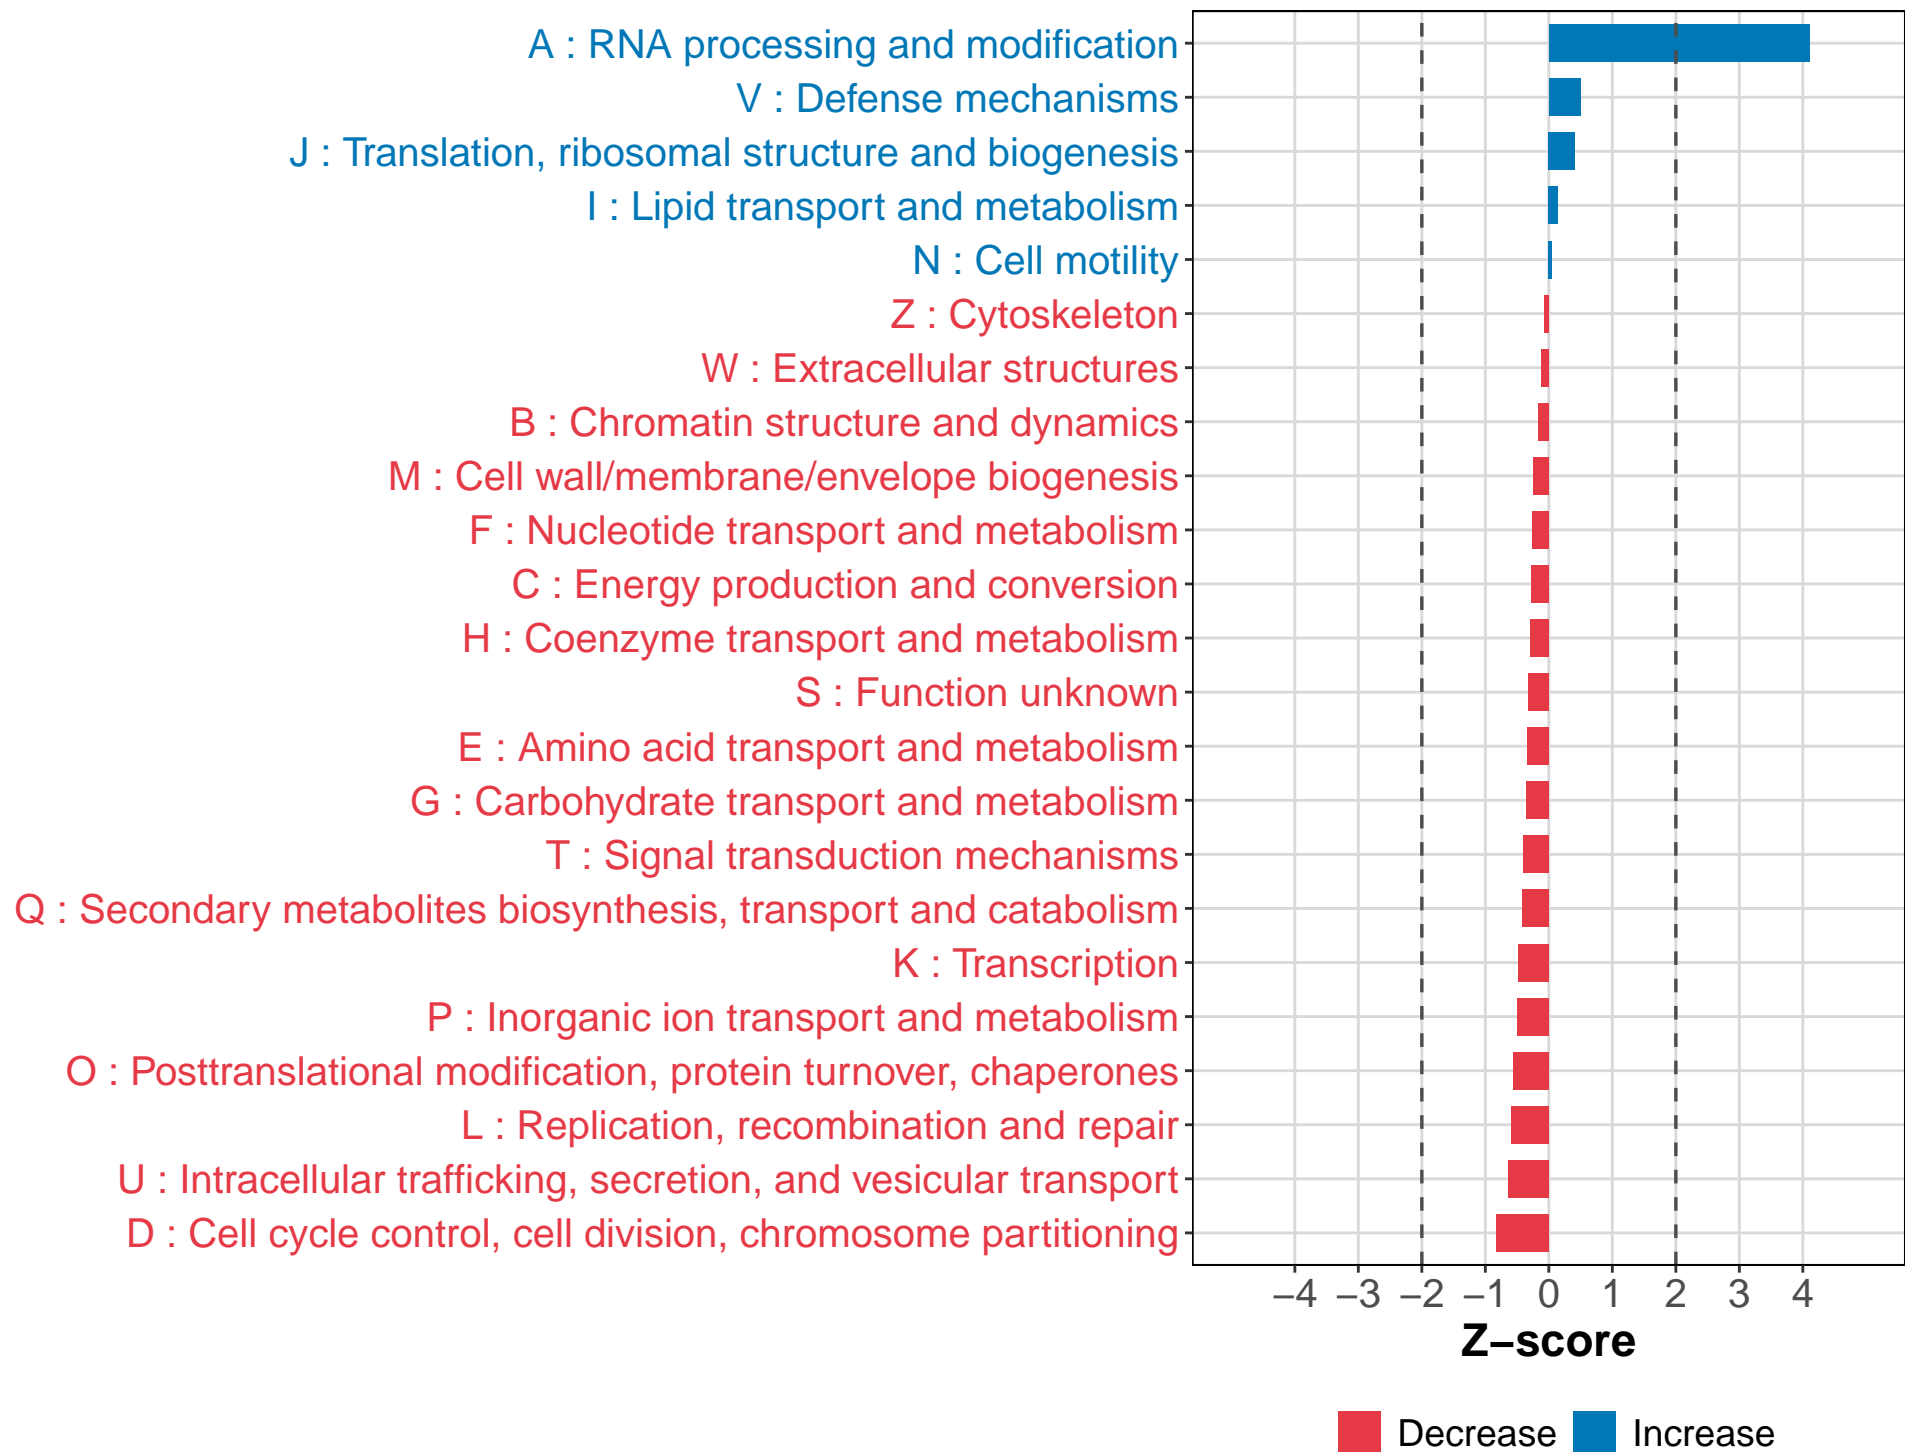 A : RNA processing and modification
V : Defense mechanisms
J : Translation, ribosomal structure and biogenesis
I : Lipid transport and metabolism
N : Cell motility
Z : Cytoskeleton
W : Extracellular structures
B : Chromatin structure and dynamics
M : Cell wall/membrane/envelope biogenesis
F : Nucleotide transport and metabolism
C : Energy production and conversion
H : Coenzyme transport and metabolism
S : Function unknown
E : Amino acid transport and metabolism
G : Carbohydrate transport and metabolism
T : Signal transduction mechanisms
Q : Secondary metabolites biosynthesis, transport and catabolism
K : Transcription
P : Inorganic ion transport and metabolism
O : Posttranslational modification, protein turnover, chaperones
L : Replication, recombination and repair
U : Intracellular trafficking, secretion, and vesicular transport
D : Cell cycle control, cell division, chromosome partitioning
−4 −3 −2 −1 0 1 2 3 4
Z−score
Decrease Increase